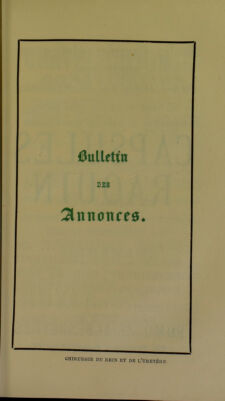 Bulletin
DES
Annonces.
CHIRURGIE DU REIN ET DE L'URETÈRE